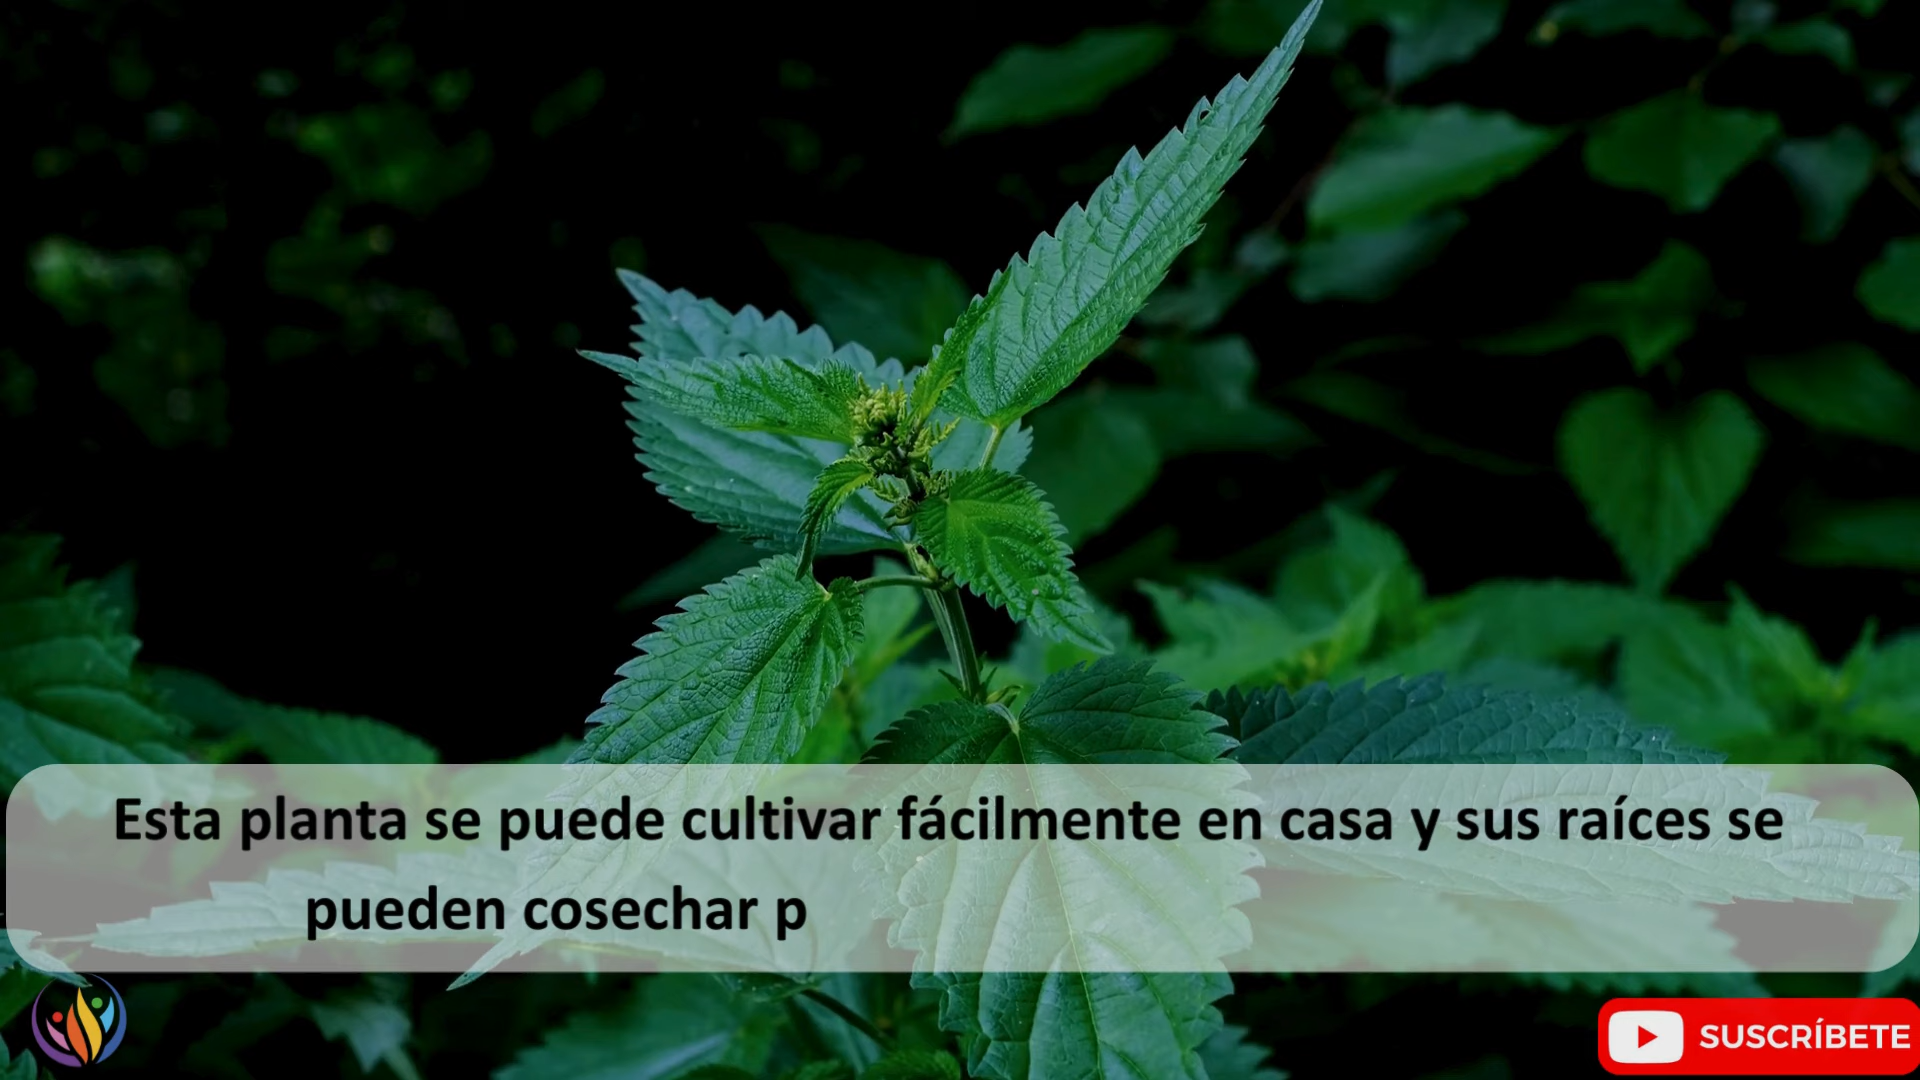 Esta planta se puede cultivar fácilmente en casa y sus raíces se
pueden cosechar p
SUSCRÍBETE